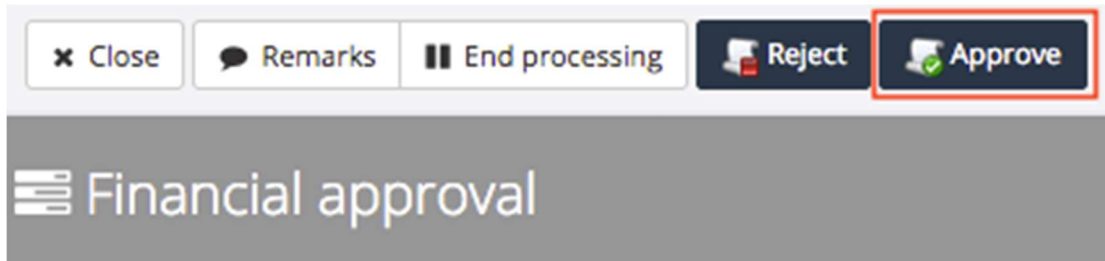 Close Remarks End processing Reject Approve
Financial approval